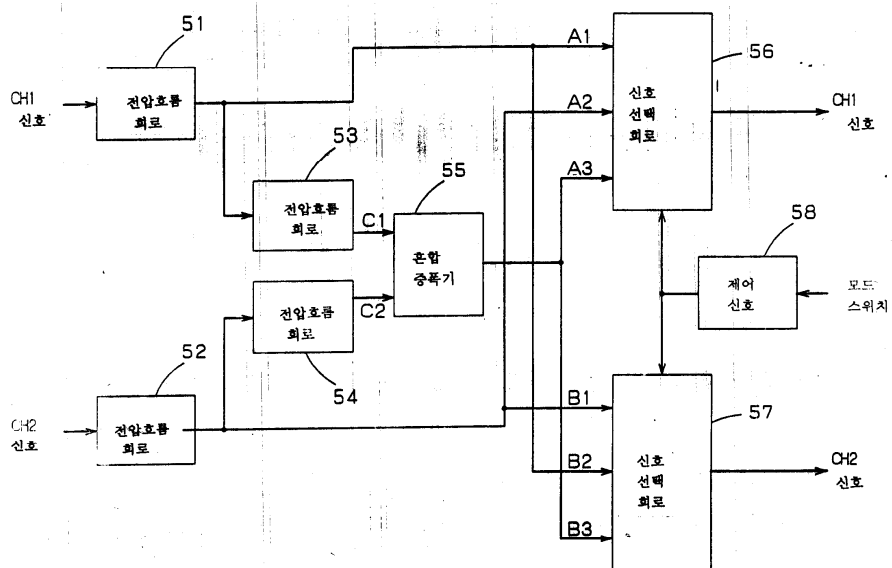 51
CH1
신호
전압호름
회로
53
전압호름
회로
C1
55
혼합
증폭기
A1
A2
A3
신호
선택
회로
56
CH1
신호
58
제어
신호
모드
스위치
전압호름
회로
C2
54
52
CH2
신호
전압호름
회로
B1
B2
B3
신호
선택
회로
57
CH2
신호